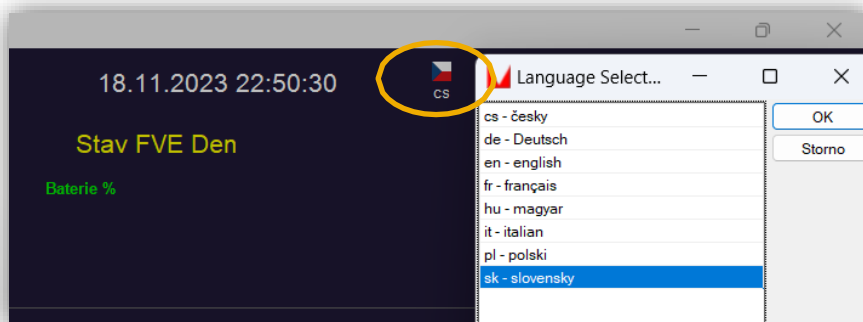 18.11.2023 22:50:30
cs
Stav FVE Den
Baterie %
Language Select...
cs - česky
de - Deutsch
en - english
fr - français
hu - magyar
it - italian
pl - polski
sk - slovensky
OK
Storno